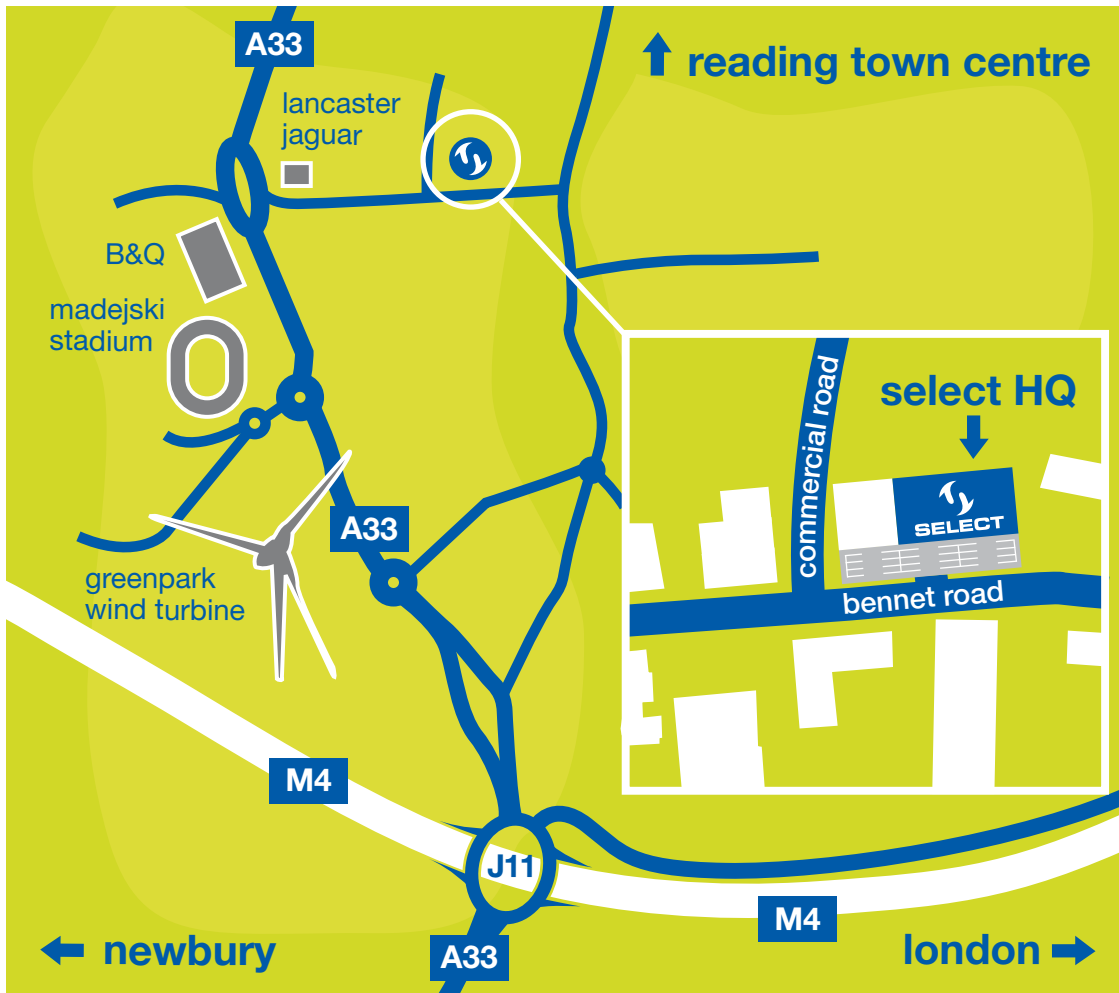 A33
reading town centre
lancaster
jaguar
B&Q
madejski
stadium
select HQ
commercial road
SELECT
A33
greenpark
wind turbine
bennet road
M4
J11
M4
newbury
A33
london